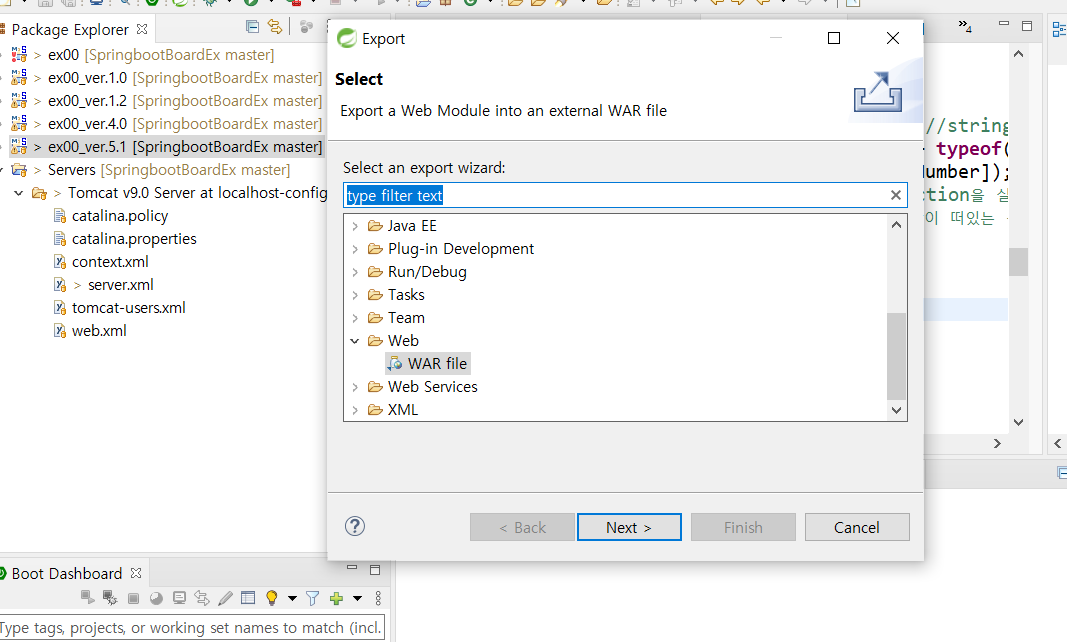 Package Explorer
ex00 [SpringbootBoardEx master]
ex00_ver.1.0 [SpringbootBoardEx master]
ex00_ver.1.2 [SpringbootBoardEx master]
ex00_ver.4.0 [SpringbootBoardEx master]
> ex00_ver.5.1 [SpringbootBoardEx master]
> Servers [SpringbootBoardEx master]
> Tomcat v9.0 Server at localhost-config
catalina.policy
catalina.properties
context.xml
> server.xml
tomcat-users.xml
web.xml
Export
Select
Export a Web Module into an external WAR file
Select an export wizard:
type filter text
Java EE
Plug-in Development
Run/Debug
Tasks
Team
Web
WAR file
Web Services
XML
< Back
Next >
Finish
Cancel
»4
//string
typeof(
umber]);
tion을 실
이 떠있는
Boot Dashboard
Type tags, projects, or working set names to match (incl.